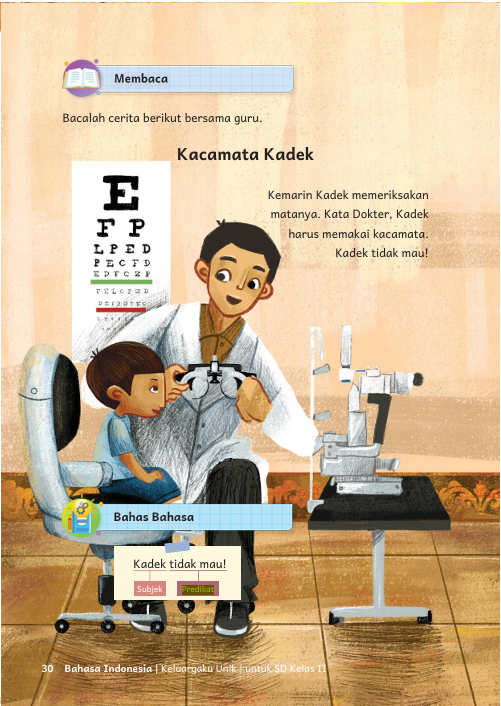 Membaca
Bacalah cerita berikut bersama guru.
Kacamata Kadek
Kemarin Kadek memeriksakan
matanya. Kata Dokter, Kadek
harus memakai kacamata.
Kadek tidak mau!
E
F P
L P E D
P E C F D
E D F C Z P
Bahas Bahasa
Kadek tidak mau!
Subjek Predikat
30 Bahasa Indonesia | Keluargaku Unik | untuk SD Kelas II